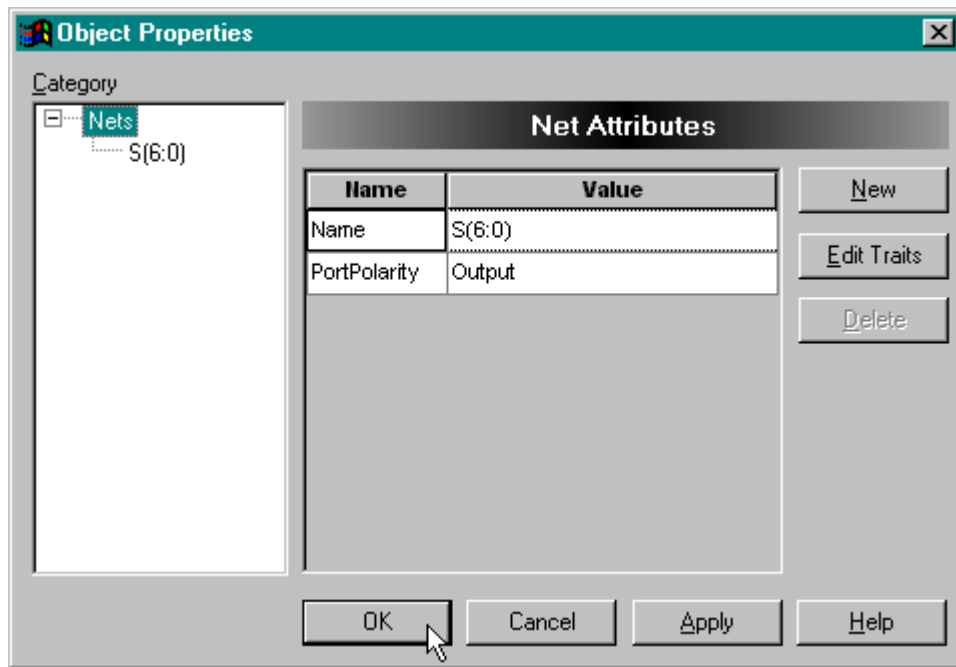 Object Properties
Category
Nets
S(6:0)
Net Attributes
Name Value
Name S(6:0)
PortPolarity Output
New
Edit Traits
Delete
OK Cancel Apply Help